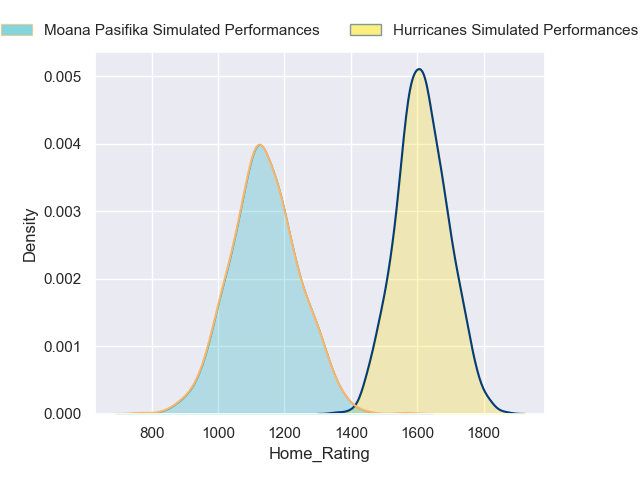 Moana Pasifika Simulated Performances Hurricanes Simulated Performances
0.005
0.004
0.003
0.002
0.001
0.000
Density
800 1000 1200 1400 1600 1800
Home_Rating